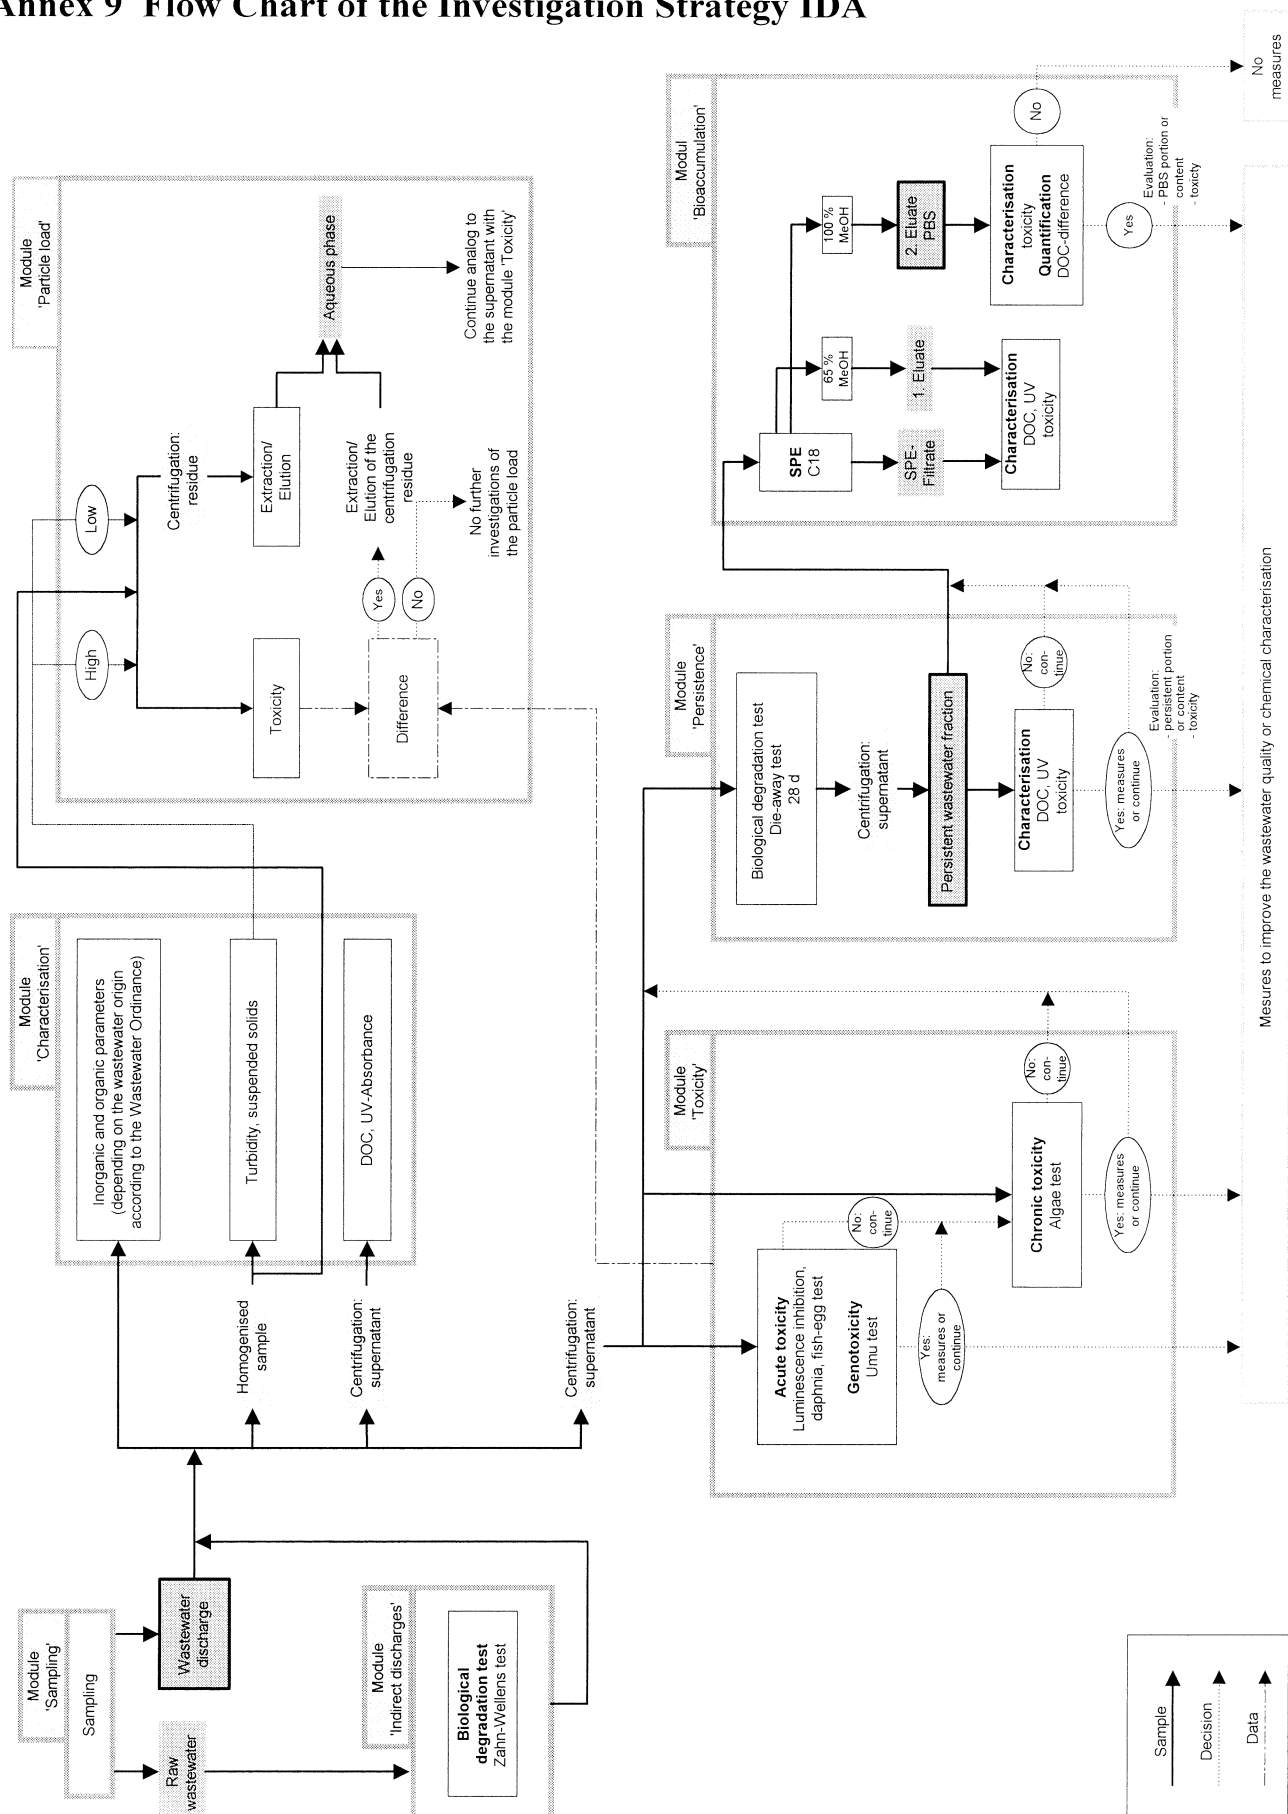 Annex 9 Flow Chart of the Investigation Strategy IDA
Module
'Sampling'
Sampling
Raw
wastewater
Wastewater
discharge
Module
'Indirect discharges'
Biological
degradation test
Zahn-Wellens test
Homogenised
sample
Centrifugation:
supernatant
Centrifugation:
supernatant
Module
'Characterisation'
Inorganic and organic parameters
(depending on the wastewater origin
according to the Wastewater Ordinance)
Turbidity, suspended solids
DOC, UV-Absorbance
Module
'Particle load'
High
Low
Centrifugation:
residue
Toxicity
Extraction/
Elution
Difference
Yes
No
Extraction/
Elution of the
centrifugation
residue
No further
investigations of
the particle load
Aqueous phase
Continue analog to
the supernatant with
the module 'Toxicity'
Module
'Toxicity'
Acute toxicity
Luminescence inhibition,
daphnia, fish-egg test
Genotoxicity
Umu test
No:
con-
tinue
Yes:
measures or
continue
Chronic toxicity
Algae test
No:
con-
tinue
Yes: measures
or continue
Module
'Persistence'
Biological degradation test
Die-away test
28 d
Centrifugation:
supernatant
Persistent wastewater fraction
Characterisation
DOC, UV
toxicity
No:
con-
tinue
Yes: measures
or continue
Evaluation:
- persistent portion
or content
- toxicity
Modul
'Bioaccumulation'
SPE
C18
65 %
MeOH
100 %
MeOH
SPE-
Filtrate
1. Eluate
2. Eluate
PBS
Characterisation
DOC, UV
toxicity
Characterisation
toxicity
Quantification
DOC-difference
No
Yes
Evaluation:
- PBS portion or
content
- toxicty
No
measures
Mesures to improve the wastewater quality or chemical characterisation
Sample
Decision
Data